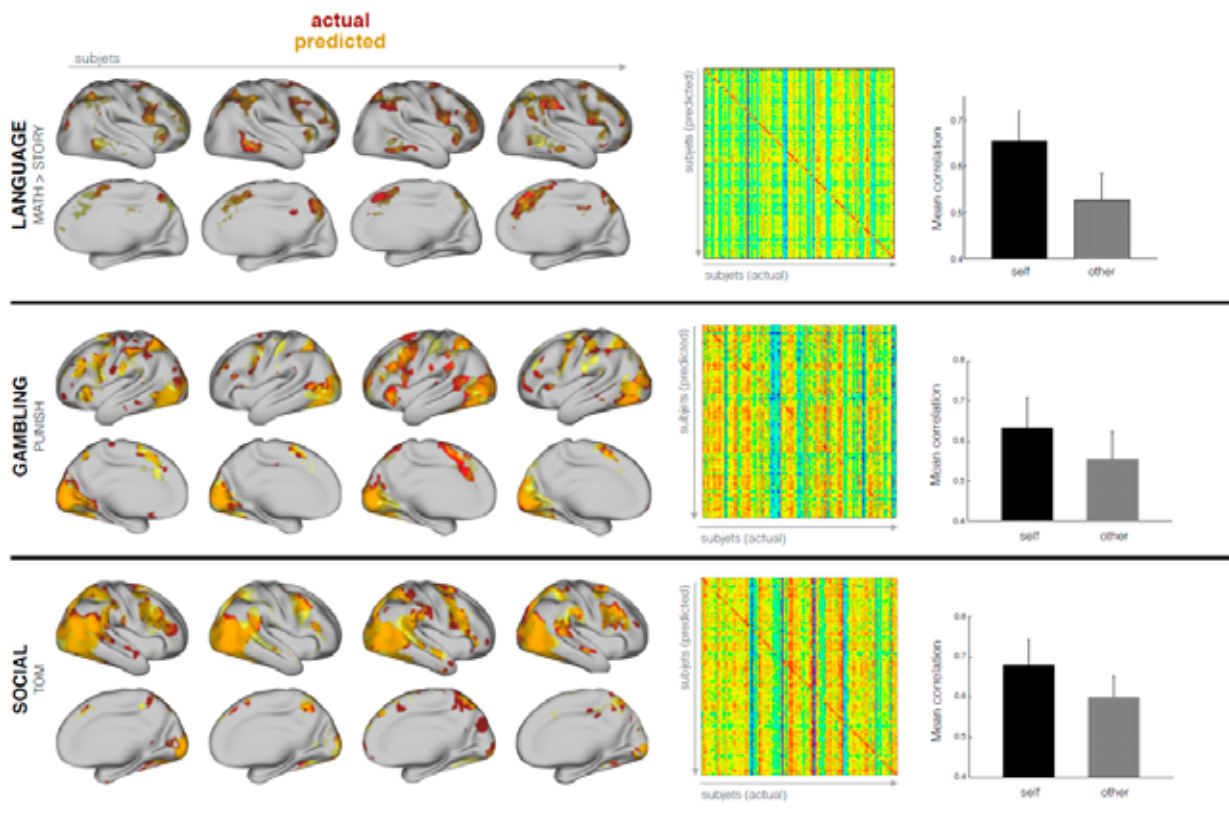 actual
predicted
subjets
LANGUAGE
MATH > STORY
subjets (predicted)
subjets (actual)
Mean correlation
0.7
0.6
0.5
0.4
self
other
GAMBLING
PUNISH
subjets (predicted)
subjets (actual)
Mean correlation
0.8
0.7
0.6
0.5
0.4
self
other
SOCIAL
TOM
subjets (predicted)
subjets (actual)
Mean correlation
0.8
0.7
0.6
0.5
0.4
self
other